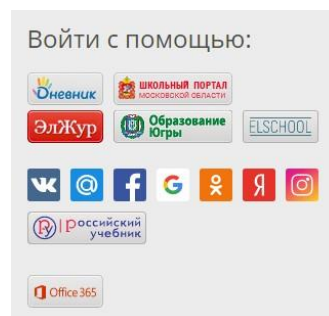 Войти с помощью:
Дневник
ШКОЛЬНЫЙ ПОРТАЛ
МОСКОВСКОЙ ОБЛАСТИ
ЭлЖур
Образование
Югры
ELSCHOOL
Российский
учебник
Office 365